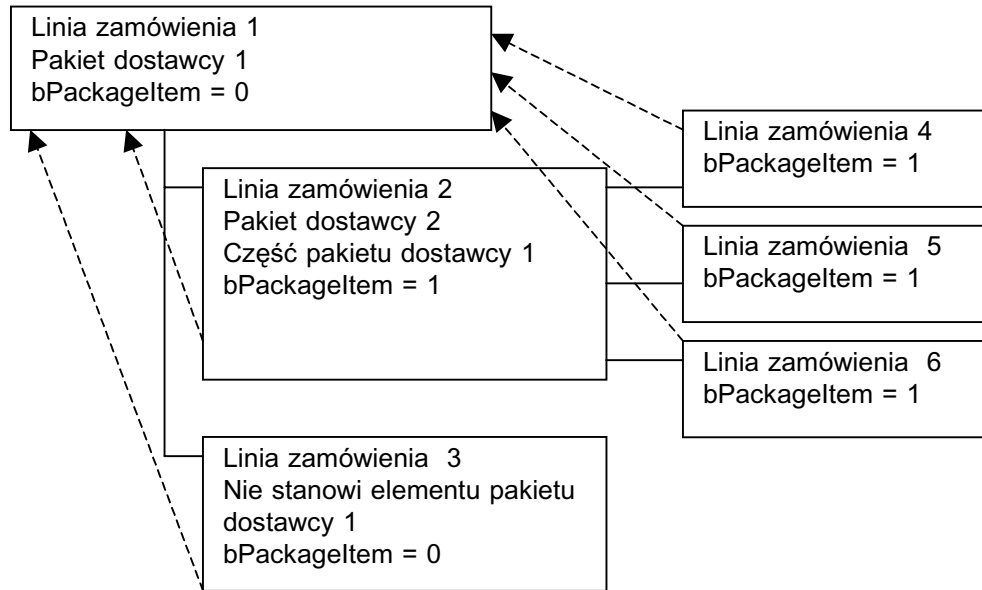 Linia zamówienia 1
Pakiet dostawcy 1
bPackageItem = 0
Linia zamówienia 2
Pakiet dostawcy 2
Część pakietu dostawcy 1
bPackageItem = 1
Linia zamówienia 3
Nie stanowi elementu pakietu
dostawcy 1
bPackageItem = 0
Linia zamówienia 4
bPackageItem = 1
Linia zamówienia 5
bPackageItem = 1
Linia zamówienia 6
bPackageItem = 1